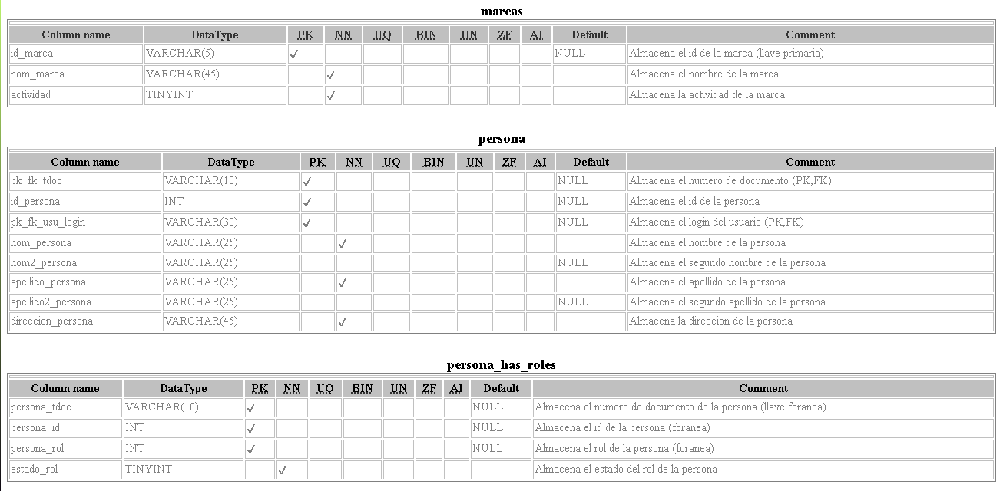 marcas
Column name DataType PK NN UQ BIN UN ZF AI Default Comment
id_marca VARCHAR(5) ✓ NULL Almacena el id de la marca (llave primaria)
nom_marca VARCHAR(45) ✓ Almacena el nombre de la marca
actividad TINYINT ✓ Almacena la actividad de la marca
persona
Column name DataType PK NN UQ BIN UN ZF AI Default Comment
pk_fk_tdoc VARCHAR(10) ✓ NULL Almacena el numero de documento (PK,FK)
id_persona INT ✓ NULL Almacena el id de la persona
pk_fk_usu_login VARCHAR(30) ✓ NULL Almacena el login del usuario (PK,FK)
nom_persona VARCHAR(25) ✓ Almacena el nombre de la persona
nom2_persona VARCHAR(25) NULL Almacena el segundo nombre de la persona
apellido_persona VARCHAR(25) ✓ Almacena el apellido de la persona
apellido2_persona VARCHAR(25) NULL Almacena el segundo apellido de la persona
direccion_persona VARCHAR(45) ✓ Almacena la direccion de la persona
persona_has_roles
Column name DataType PK NN UQ BIN UN ZF AI Default Comment
persona_tdoc VARCHAR(10) ✓ NULL Almacena el numero de documento de la persona (llave foranea)
persona_id INT ✓ NULL Almacena el id de la persona (foranea)
persona_rol INT ✓ NULL Almacena el rol de la persona (foranea)
estado_rol TINYINT ✓ Almacena el estado del rol de la persona